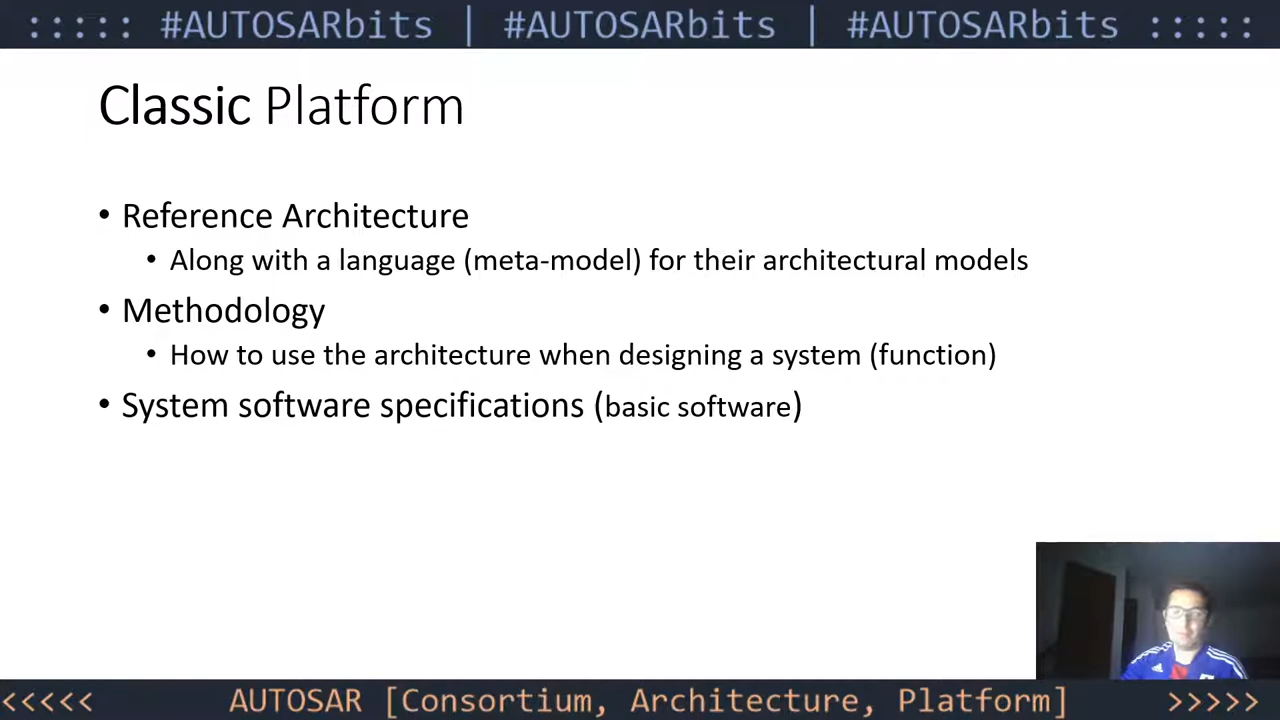 ::::: #AUTOSARbits | #AUTOSARbits | #AUTOSARbits :::::
Classic Platform
• Reference Architecture
• Along with a language (meta-model) for their architectural models
• Methodology
• How to use the architecture when designing a system (function)
• System software specifications (basic software)
<<<<< AUTOSAR [Consortium, Architecture, Platform] >>>>>